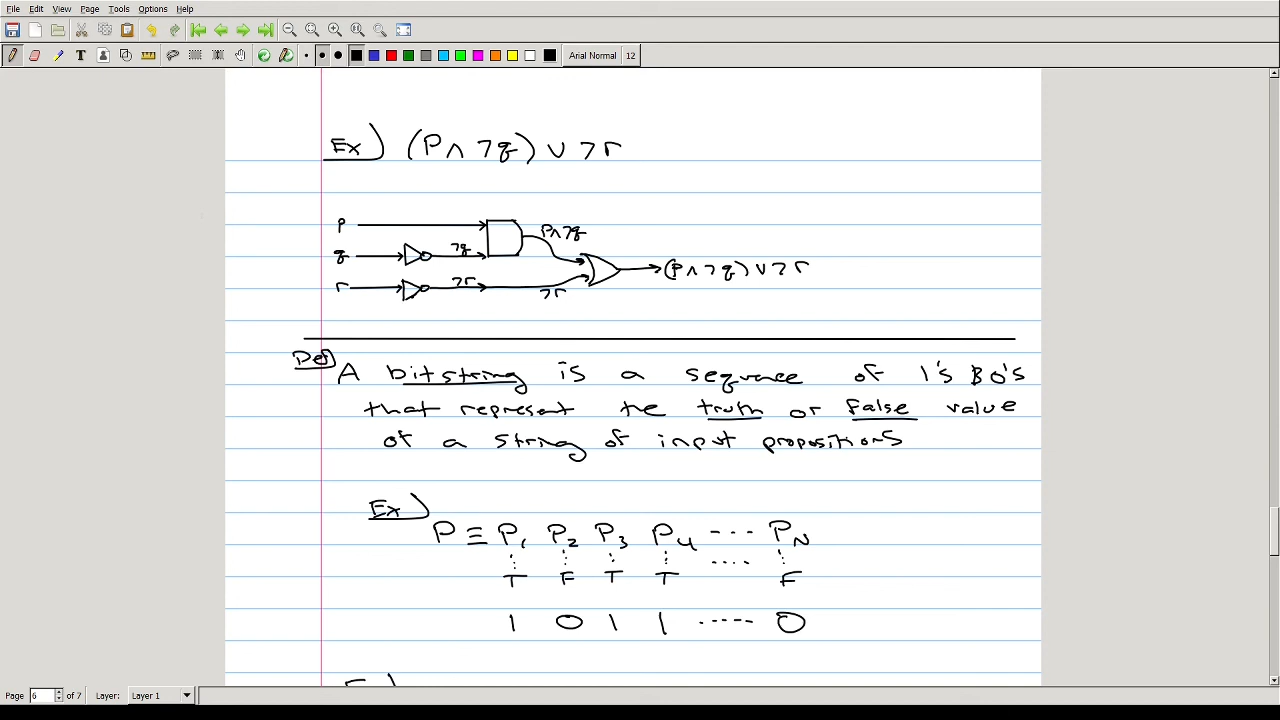 File Edit View Page Tools Options Help
Arial Normal 12
Ex) (P∧¬q) ∨ ¬r
p
P∧¬q
q ¬q
(P∧¬q) ∨ ¬r
r ¬r ¬r
Def) A bitstring is a sequence of 1's & 0's
that represent the truth or false value
of a string of input propositions
Ex)
P ≡ P1 P2 P3 P4 ---- PN
T F T T .... F
1 0 1 1 ------ 0
Page 6 of 7 Layer: Layer 1